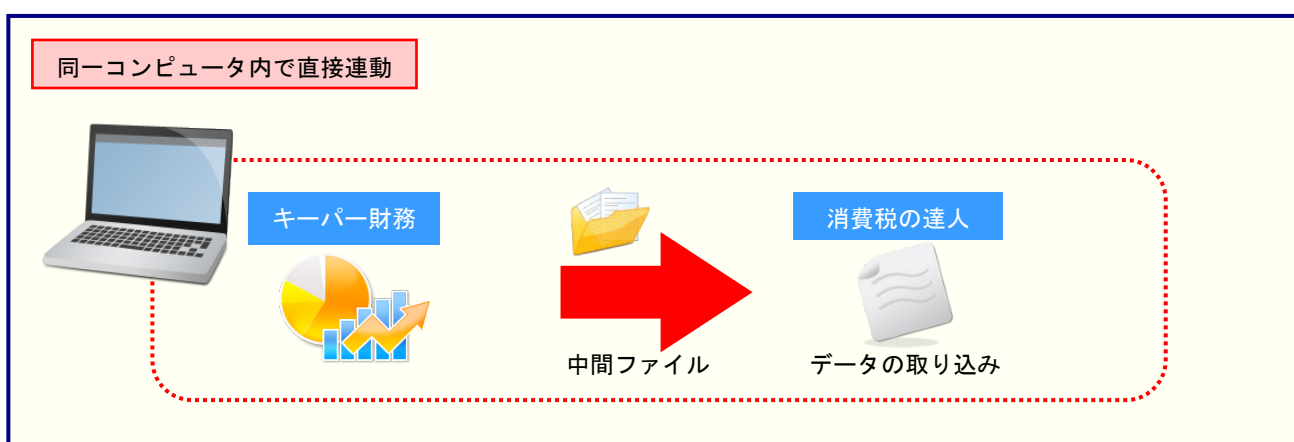 同一コンピュータ内で直接連動
キーパー財務
消費税の達人
中間ファイル
データの取り込み